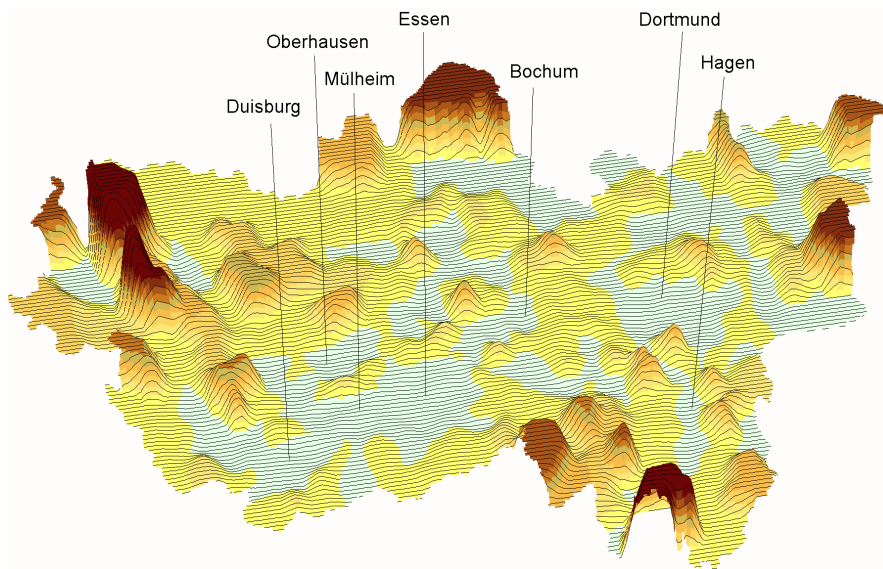 Essen
Dortmund
Oberhausen
Hagen
Mülheim
Bochum
Duisburg